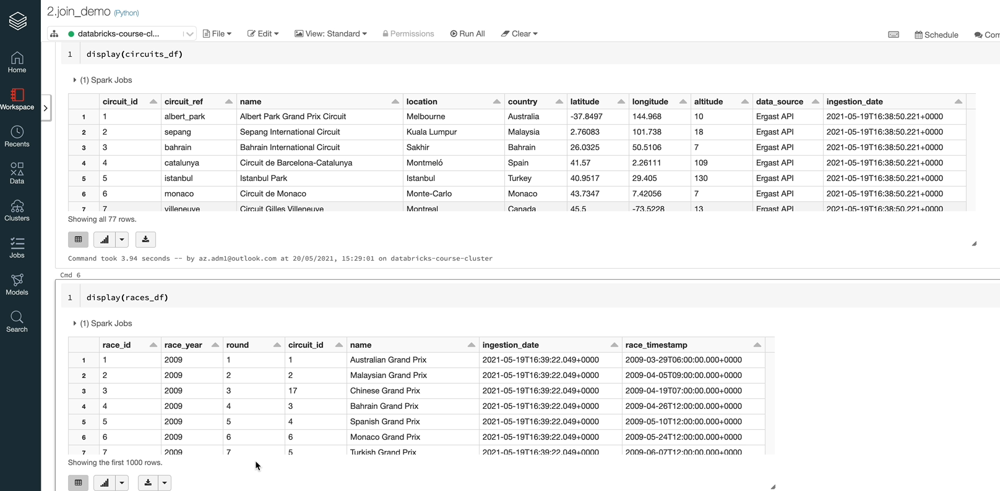 2.join_demo (Python)
databricks-course-cl... File Edit View: Standard Permissions Run All Clear Schedule Com
Home
Workspace
Recents
Data
Clusters
Jobs
Models
Search
1 display(circuits_df)
(1) Spark Jobs
circuit_id circuit_ref name location country latitude longitude altitude data_source ingestion_date
1 1 albert_park Albert Park Grand Prix Circuit Melbourne Australia -37.8497 144.968 10 Ergast API 2021-05-19T16:38:50.221+0000
2 2 sepang Sepang International Circuit Kuala Lumpur Malaysia 2.76083 101.738 18 Ergast API 2021-05-19T16:38:50.221+0000
3 3 bahrain Bahrain International Circuit Sakhir Bahrain 26.0325 50.5106 7 Ergast API 2021-05-19T16:38:50.221+0000
4 4 catalunya Circuit de Barcelona-Catalunya Montmeló Spain 41.57 2.26111 109 Ergast API 2021-05-19T16:38:50.221+0000
5 5 istanbul Istanbul Park Istanbul Turkey 40.9517 29.405 130 Ergast API 2021-05-19T16:38:50.221+0000
6 6 monaco Circuit de Monaco Monte-Carlo Monaco 43.7347 7.42056 7 Ergast API 2021-05-19T16:38:50.221+0000
7 7 villeneuve Circuit Gilles Villeneuve Montreal Canada 45.5 -73.5228 13 Ergast API 2021-05-19T16:38:50.221+0000
Showing all 77 rows.
Command took 3.94 seconds -- by az.adm1@outlook.com at 20/05/2021, 15:29:01 on databricks-course-cluster
Cmd 6
1 display(races_df)
(1) Spark Jobs
race_id race_year round circuit_id name ingestion_date race_timestamp
1 1 2009 1 1 Australian Grand Prix 2021-05-19T16:39:22.049+0000 2009-03-29T06:00:00.000+0000
2 2 2009 2 2 Malaysian Grand Prix 2021-05-19T16:39:22.049+0000 2009-04-05T09:00:00.000+0000
3 3 2009 3 17 Chinese Grand Prix 2021-05-19T16:39:22.049+0000 2009-04-19T07:00:00.000+0000
4 4 2009 4 3 Bahrain Grand Prix 2021-05-19T16:39:22.049+0000 2009-04-26T12:00:00.000+0000
5 5 2009 5 4 Spanish Grand Prix 2021-05-19T16:39:22.049+0000 2009-05-10T12:00:00.000+0000
6 6 2009 6 6 Monaco Grand Prix 2021-05-19T16:39:22.049+0000 2009-05-24T12:00:00.000+0000
7 7 2009 7 5 Turkish Grand Prix 2021-05-19T16:39:22.049+0000 2009-06-07T12:00:00.000+0000
Showing the first 1000 rows.